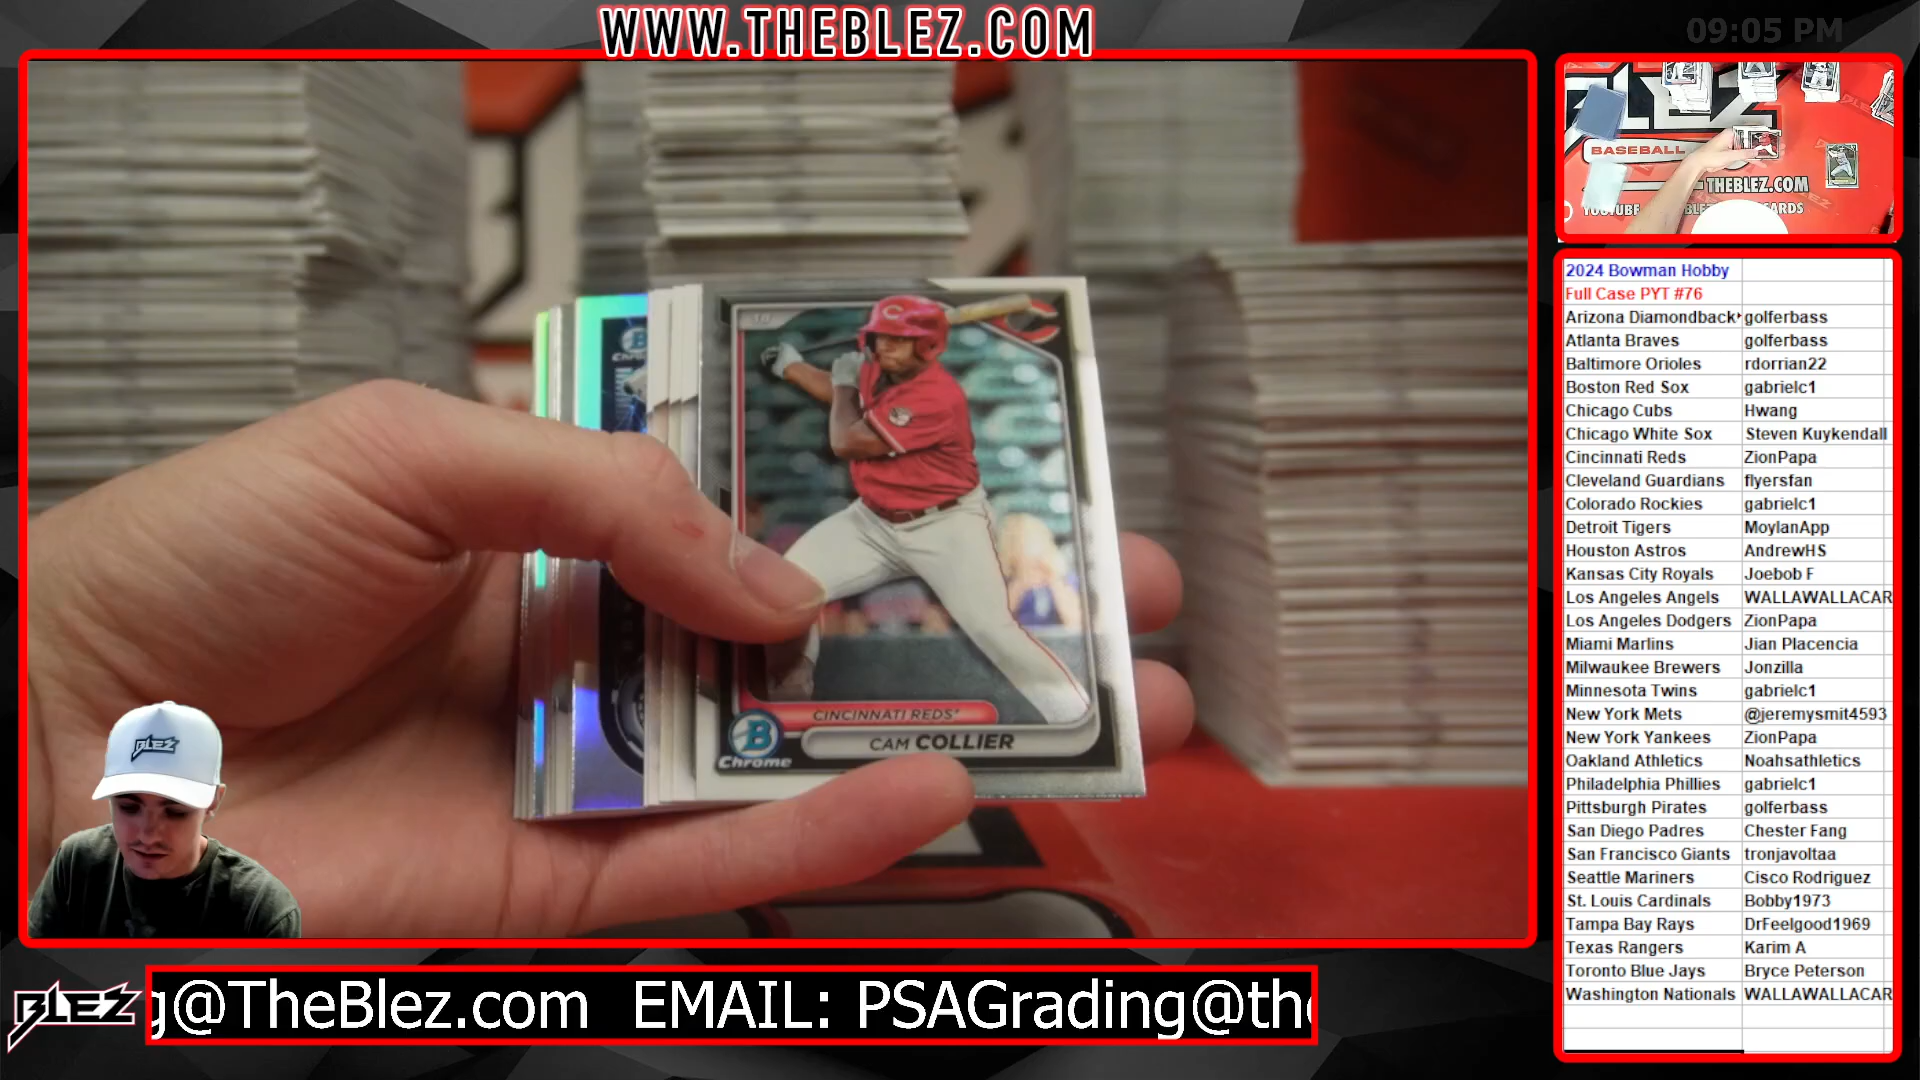 WWW.THEBLEZ.COM
09:05 PM
BASEBALL
THEBLEZ.COM
2024 Bowman Hobby
Full Case PYT #76
Arizona Diamondback golferbass
Atlanta Braves golferbass
Baltimore Orioles rdorrian22
Boston Red Sox gabrielc1
Chicago Cubs Hwang
Chicago White Sox Steven Kuykendall
Cincinnati Reds ZionPapa
Cleveland Guardians flyersfan
Colorado Rockies gabrielc1
Detroit Tigers MoylanApp
Houston Astros AndrewHS
Kansas City Royals Joebob F
Los Angeles Angels WALLAWALLACAR
Los Angeles Dodgers ZionPapa
Miami Marlins Jian Placencia
Milwaukee Brewers Jonzilla
Minnesota Twins gabrielc1
New York Mets @jeremysmit4593
New York Yankees ZionPapa
Oakland Athletics Noahsathletics
Philadelphia Phillies gabrielc1
Pittsburgh Pirates golferbass
San Diego Padres Chester Fang
San Francisco Giants tronjavoltaa
Seattle Mariners Cisco Rodriguez
St. Louis Cardinals Bobby1973
Tampa Bay Rays DrFeelgood1969
Texas Rangers Karim A
Toronto Blue Jays Bryce Peterson
Washington Nationals WALLAWALLACAR
C
CINCINNATI REDS
CAM COLLIER
B
Chrome
BLEZ
BLEZ
g@TheBlez.com EMAIL: PSAGrading@the